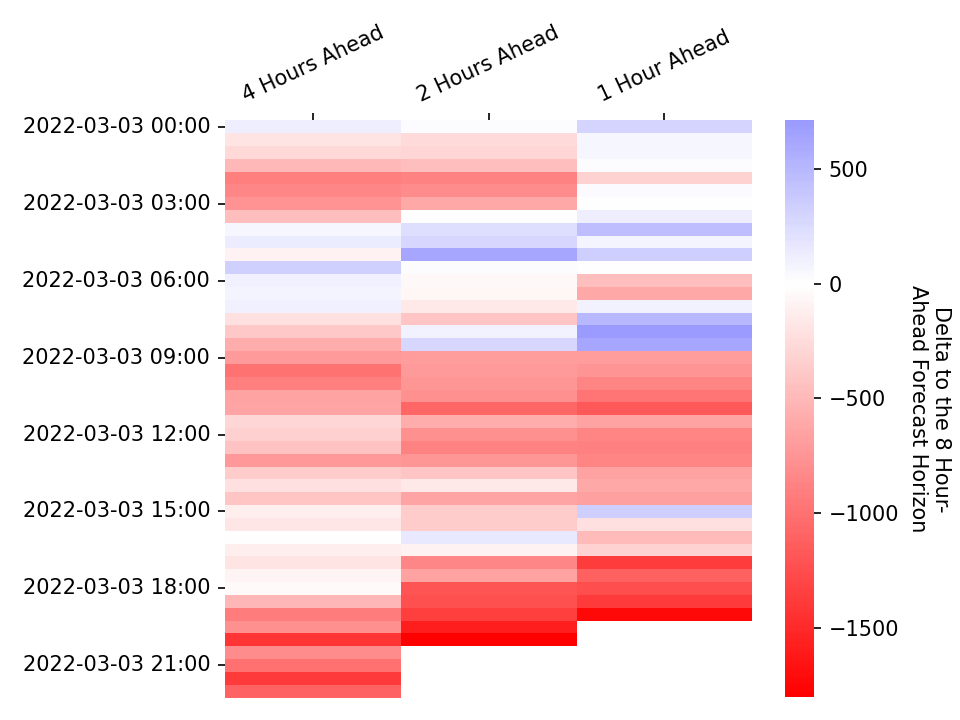 4 Hours Ahead
2 Hours Ahead
1 Hour Ahead
2022-03-03 00:00
2022-03-03 03:00
2022-03-03 06:00
2022-03-03 09:00
2022-03-03 12:00
2022-03-03 15:00
2022-03-03 18:00
2022-03-03 21:00
500
0
−500
−1000
−1500
Delta to the 8 Hour-
Ahead Forecast Horizon